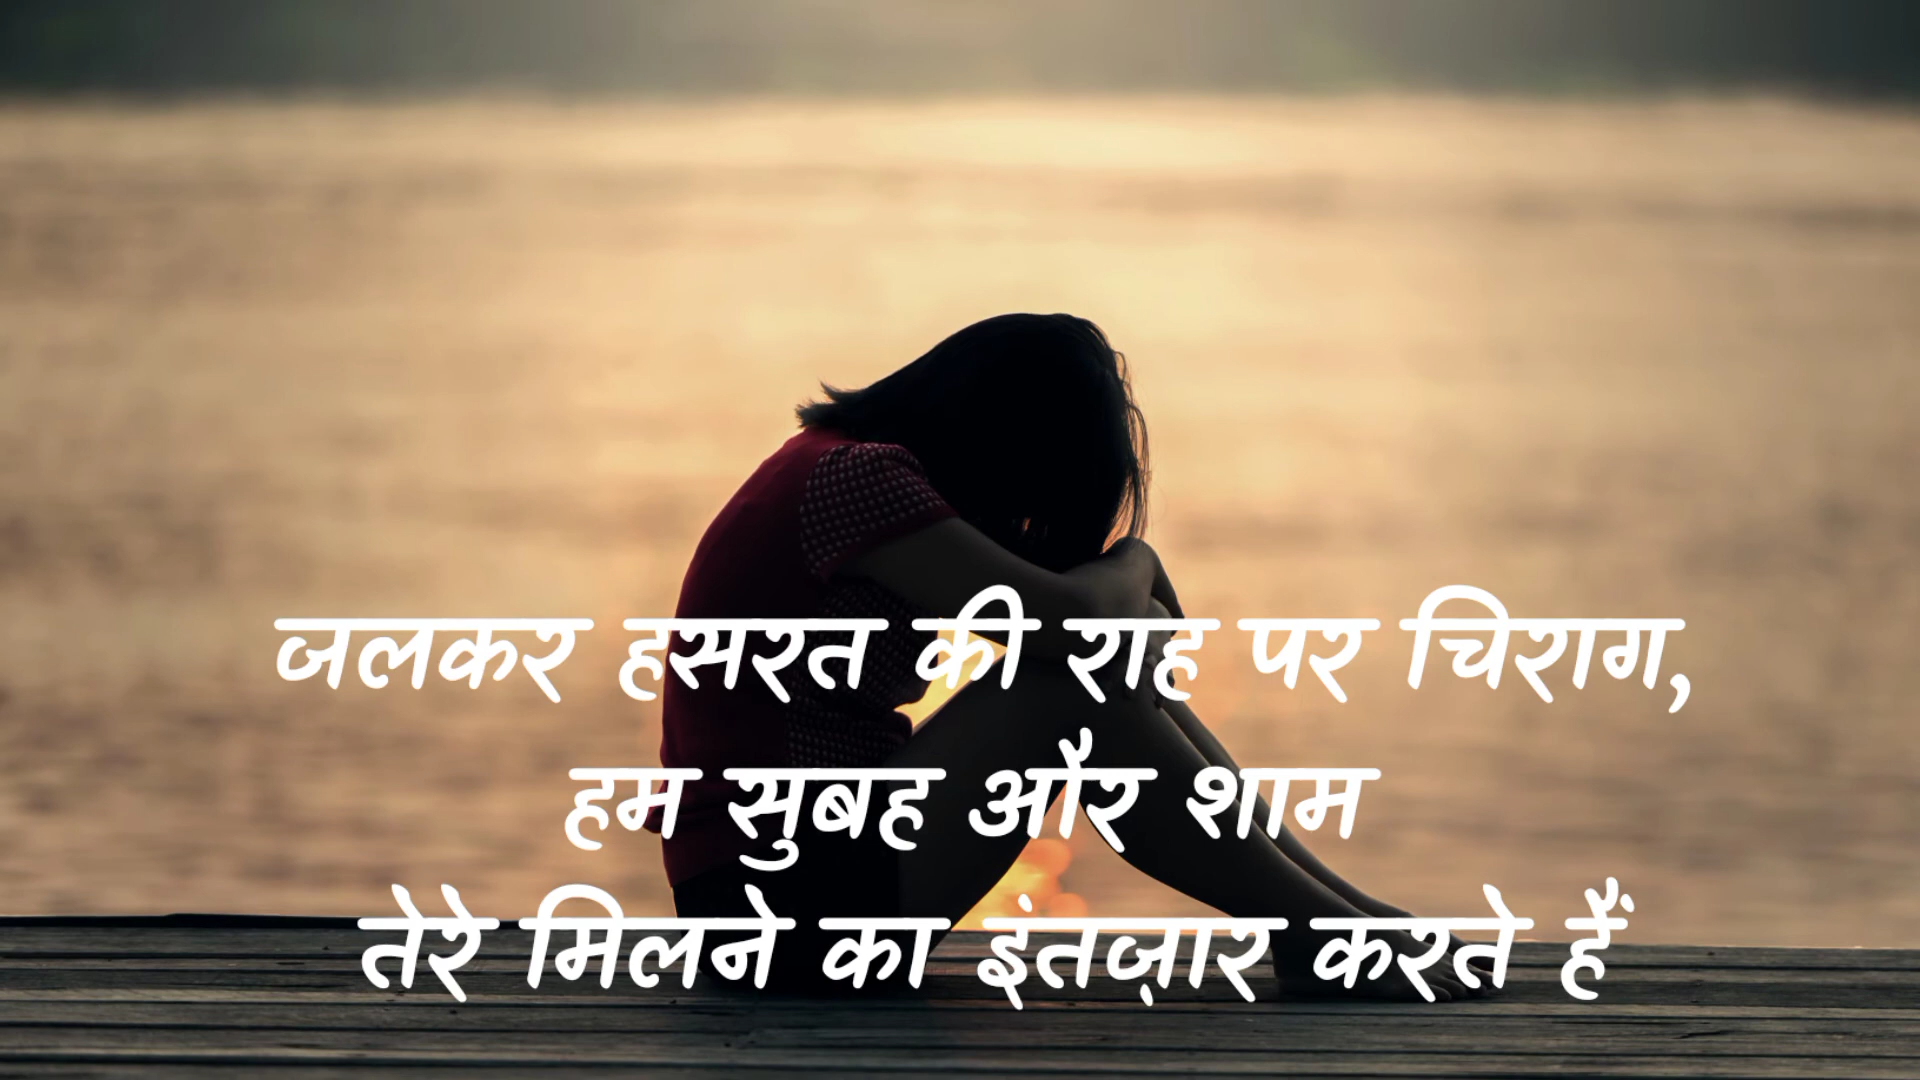 जलकर हसरत की राह पर चिराग,
हम सुबह और शाम
तेरे मिलने का इंतज़ार करते हैं